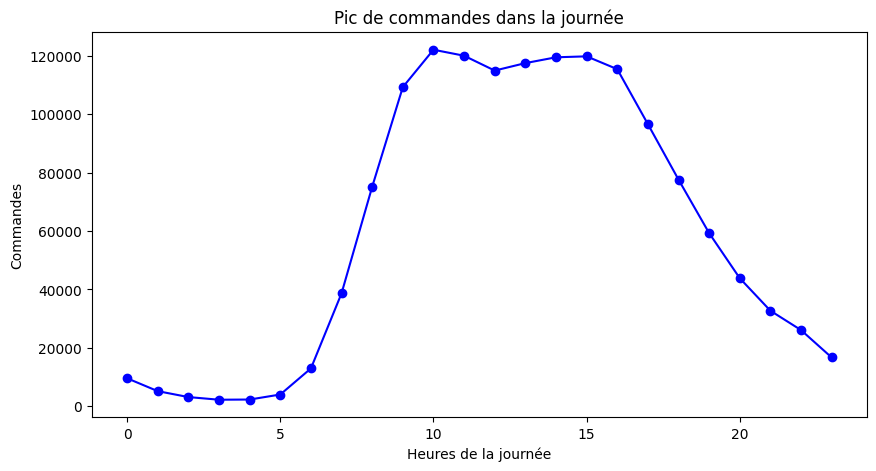 Pic de commandes dans la journée
120000
100000
80000
60000
40000
20000
0
Commandes
0 5 10 15 20
Heures de la journée